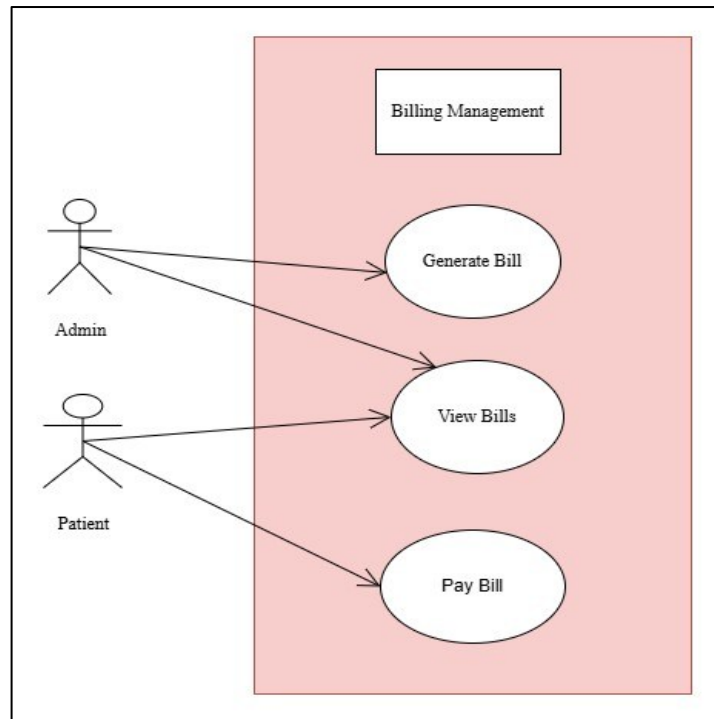 Billing Management
Generate Bill
Admin
View Bills
Patient
Pay Bill